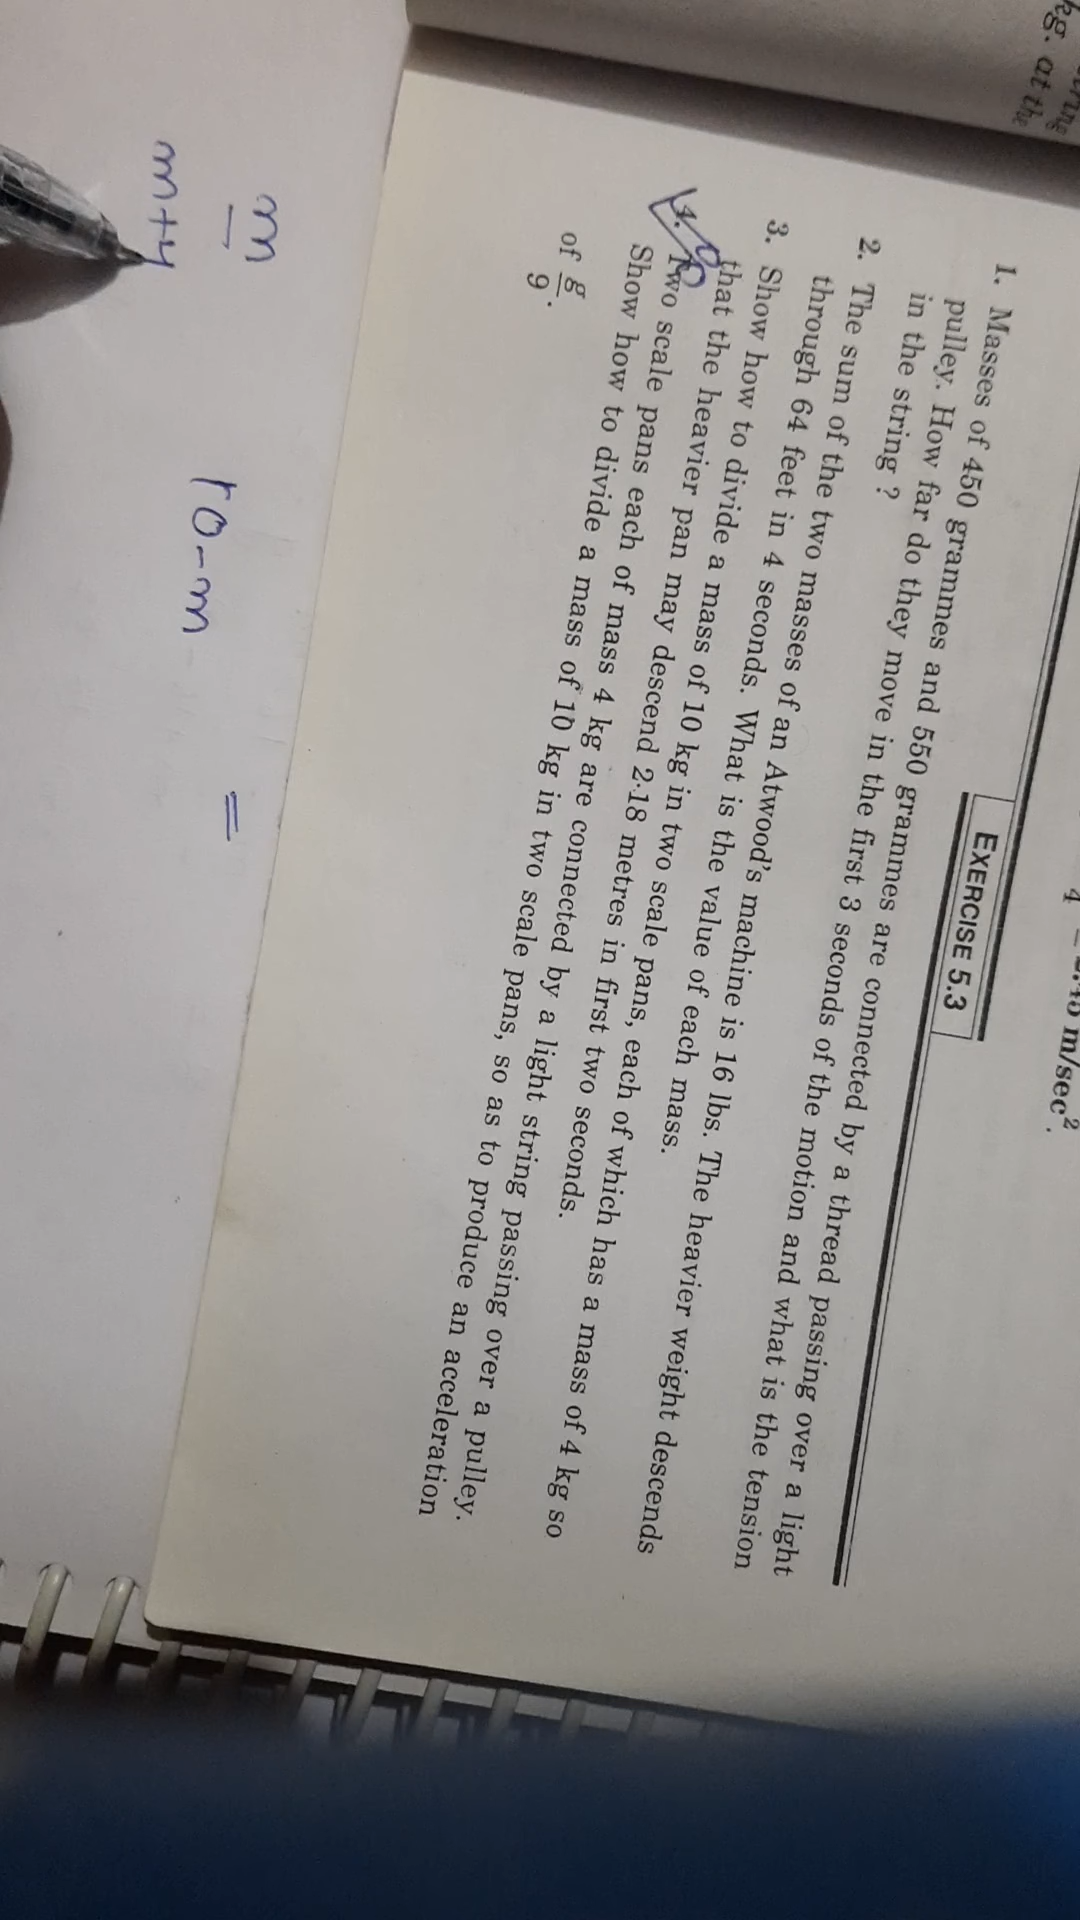 kg. at the
4 m/sec².
EXERCISE 5.3
1. Masses of 450 grammes and 550 grammes are connected by a thread passing over a light
pulley. How far do they move in the first 3 seconds of the motion and what is the tension
in the string ?
2. The sum of the two masses of an Atwood's machine is 16 lbs. The heavier weight descends
through 64 feet in 4 seconds. What is the value of each mass.
3. Show how to divide a mass of 10 kg in two scale pans, each of which has a mass of 4 kg so
that the heavier pan may descend 2·18 metres in first two seconds.
4. Two scale pans each of mass 4 kg are connected by a light string passing over a pulley.
Show how to divide a mass of 10 kg in two scale pans, so as to produce an acceleration
of g/9.
m
10-m =
m+4